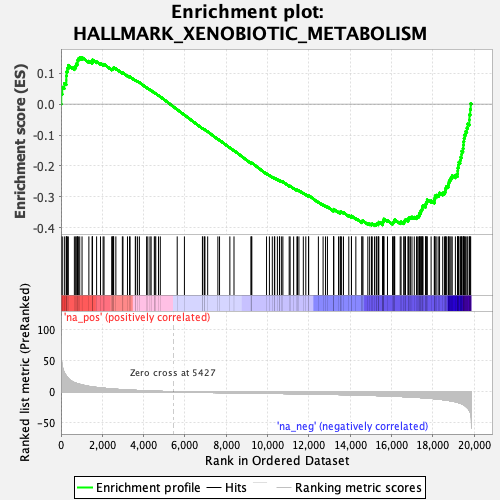 Enrichment plot:
HALLMARK_XENOBIOTIC_METABOLISM
Enrichment score (ES)
0.1
0.0
-0.1
-0.2
-0.3
-0.4
'na_pos' (positively correlated)
Ranked list metric (PreRanked)
100
50
0
-50
Zero cross at 5427
'na_neg' (negatively correlated)
0
2,000
4,000
6,000
8,000
10,000
12,000
14,000
16,000
18,000
20,000
Rank in Ordered Dataset
Enrichment profile
Hits
Ranking metric scores